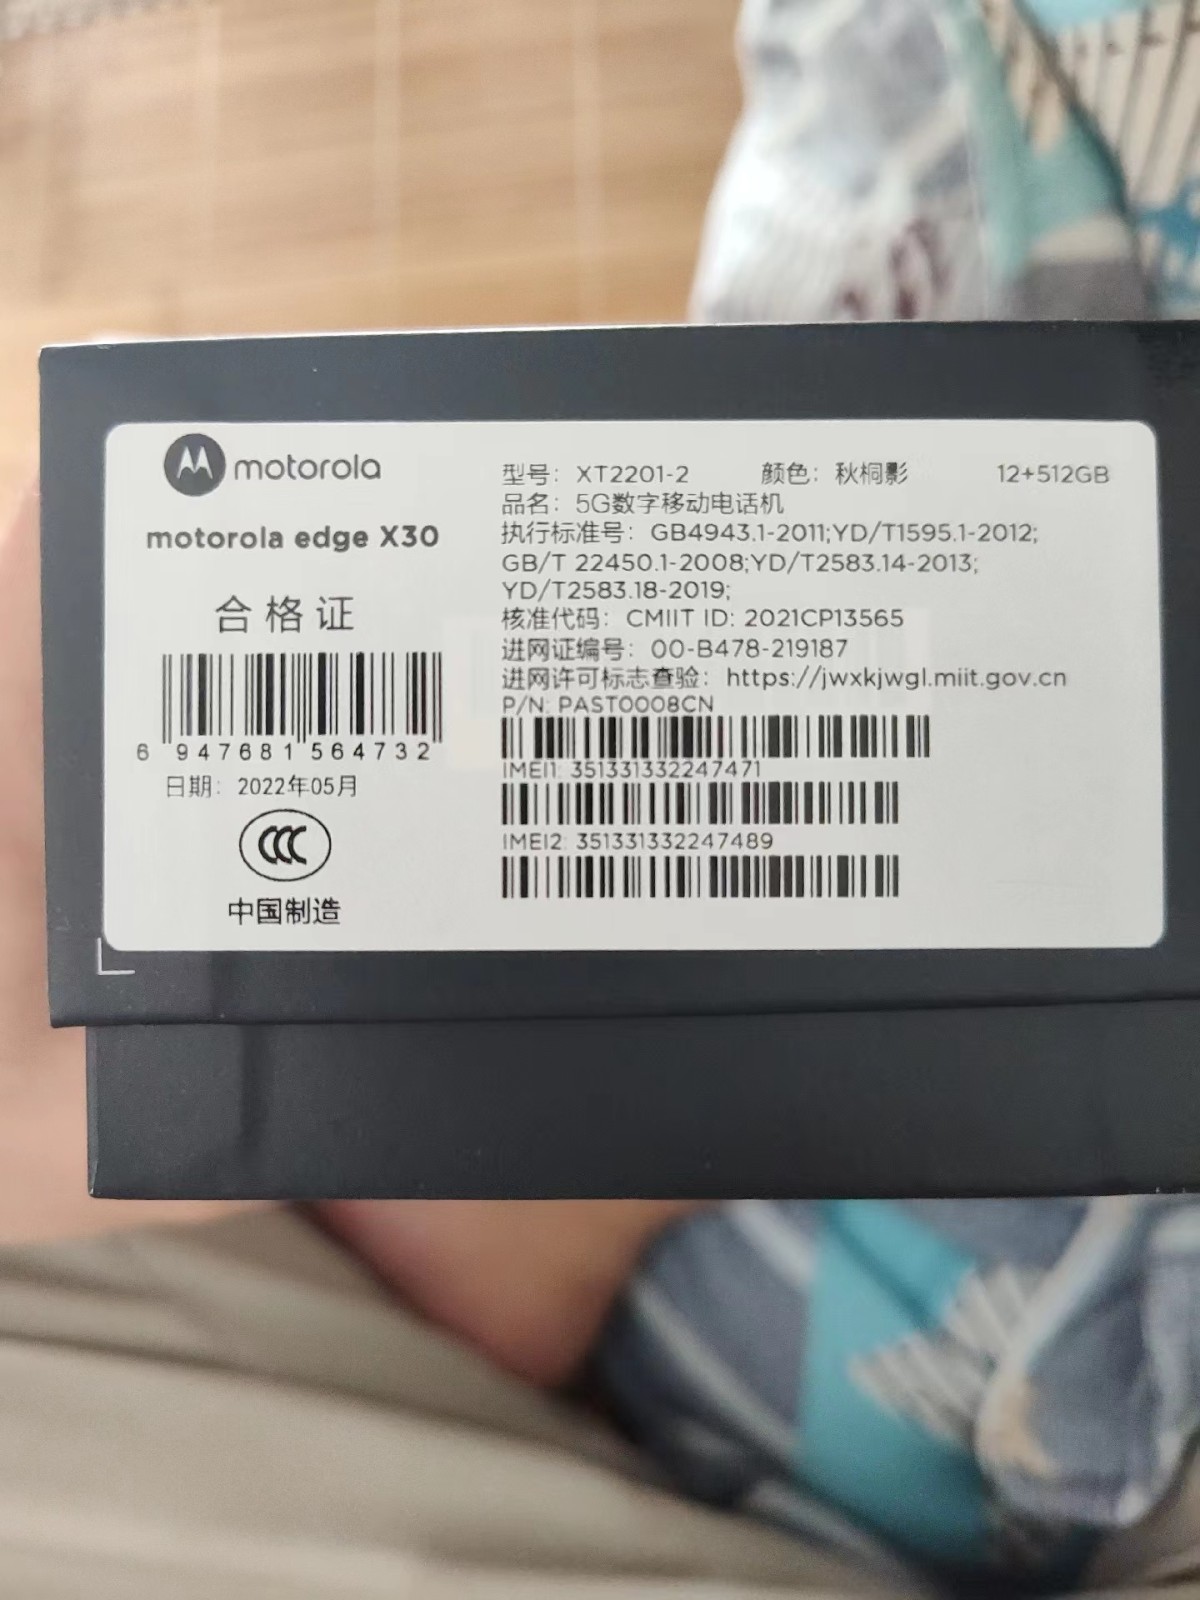 motorola
motorola edge X30
合格证
6 947681 564732
日期：2022年05月
中国制造
型号：XT2201-2 颜色：秋桐影 12+512GB
品名：5G数字移动电话机
执行标准号：GB4943.1-2011;YD/T1595.1-2012;
GB/T 22450.1-2008;YD/T2583.14-2013;
YD/T2583.18-2019;
核准代码：CMIIT ID: 2021CP13565
进网证编号：00-B478-219187
进网许可标志查验：https://jwxkjwgl.miit.gov.cn
P/N: PAST0008CN
IMEI1: 351331332247471
IMEI2: 351331332247489